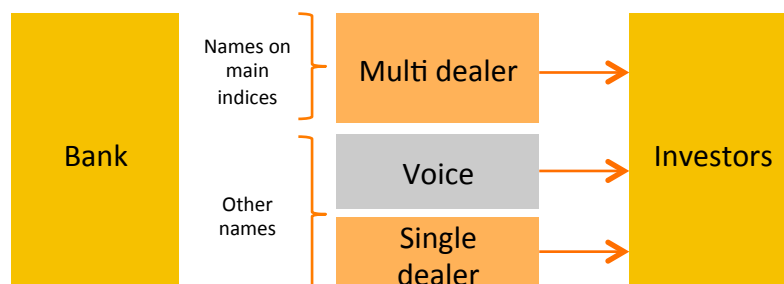 Bank
Names on
main
indices
Other
names
Multi dealer
Voice
Single
dealer
Investors